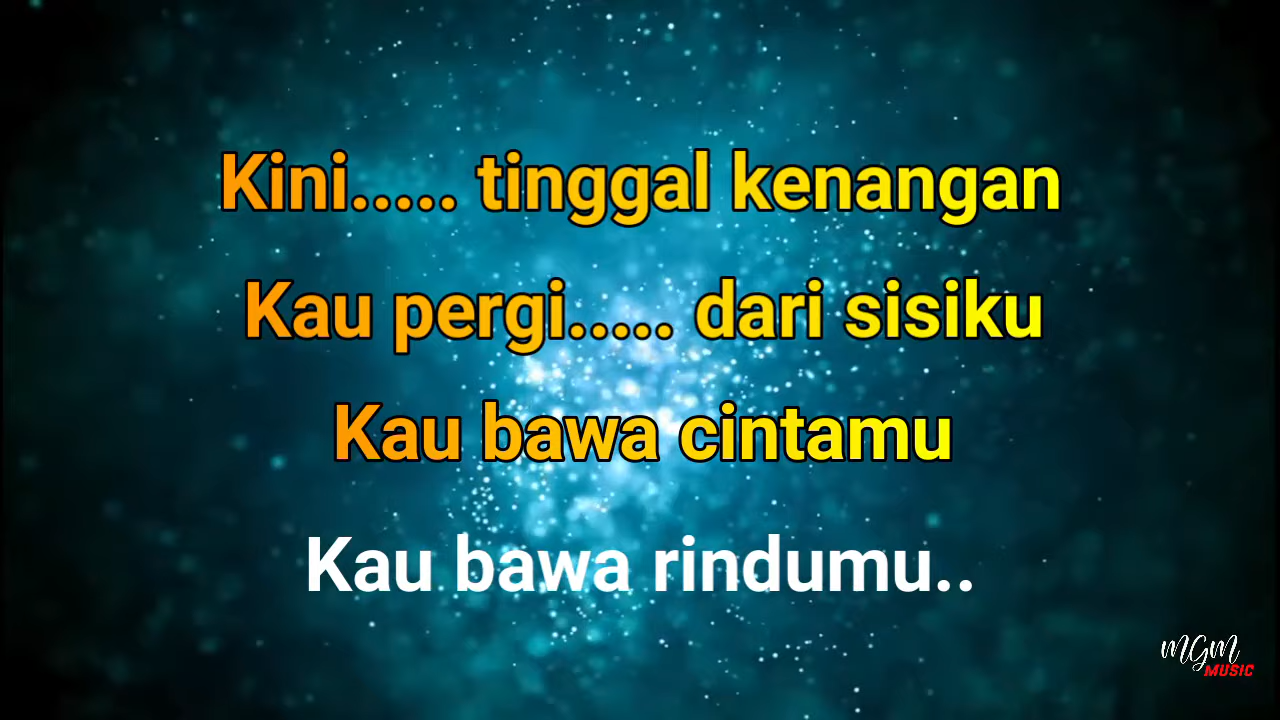 Kini..... tinggal kenangan
Kau pergi..... dari sisiku
Kau bawa cintamu
Kau bawa rindumu..
MGM
MUSIC